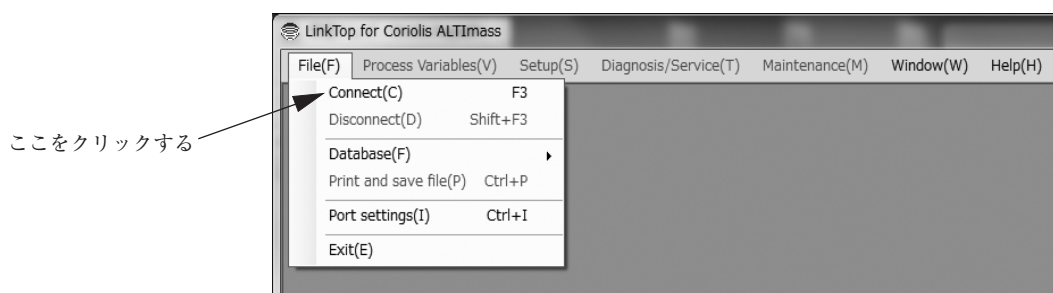 LinkTop for Coriolis ALTImass
File(F) Process Variables(V) Setup(S) Diagnosis/Service(T) Maintenance(M) Window(W) Help(H)
Connect(C) F3
Disconnect(D) Shift+F3
ここをクリックする
Database(F)
Print and save file(P) Ctrl+P
Port settings(I) Ctrl+I
Exit(E)